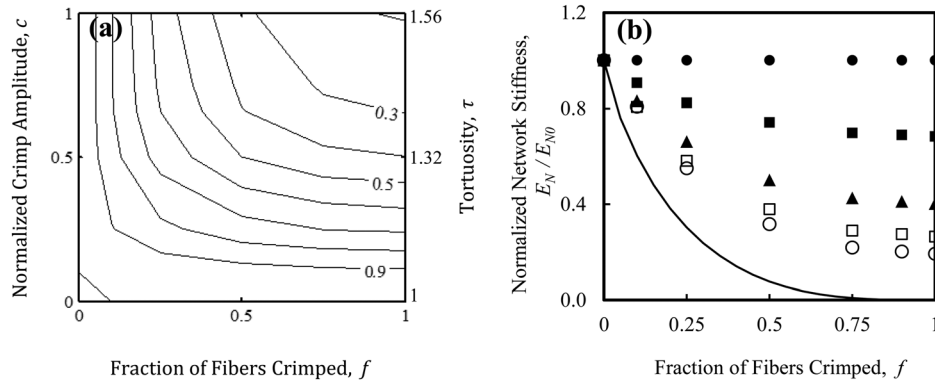 (a)
Normalized Crimp Amplitude, c
1
0.5
0
0.3
0.5
0.9
1.56
1.32
1
Tortuosity, τ
0
0.5
1
Fraction of Fibers Crimped, f
(b)
Normalized Network Stiffness,
E_N / E_N0
1.2
0.8
0.4
0.0
0
0.25
0.5
0.75
1
Fraction of Fibers Crimped, f